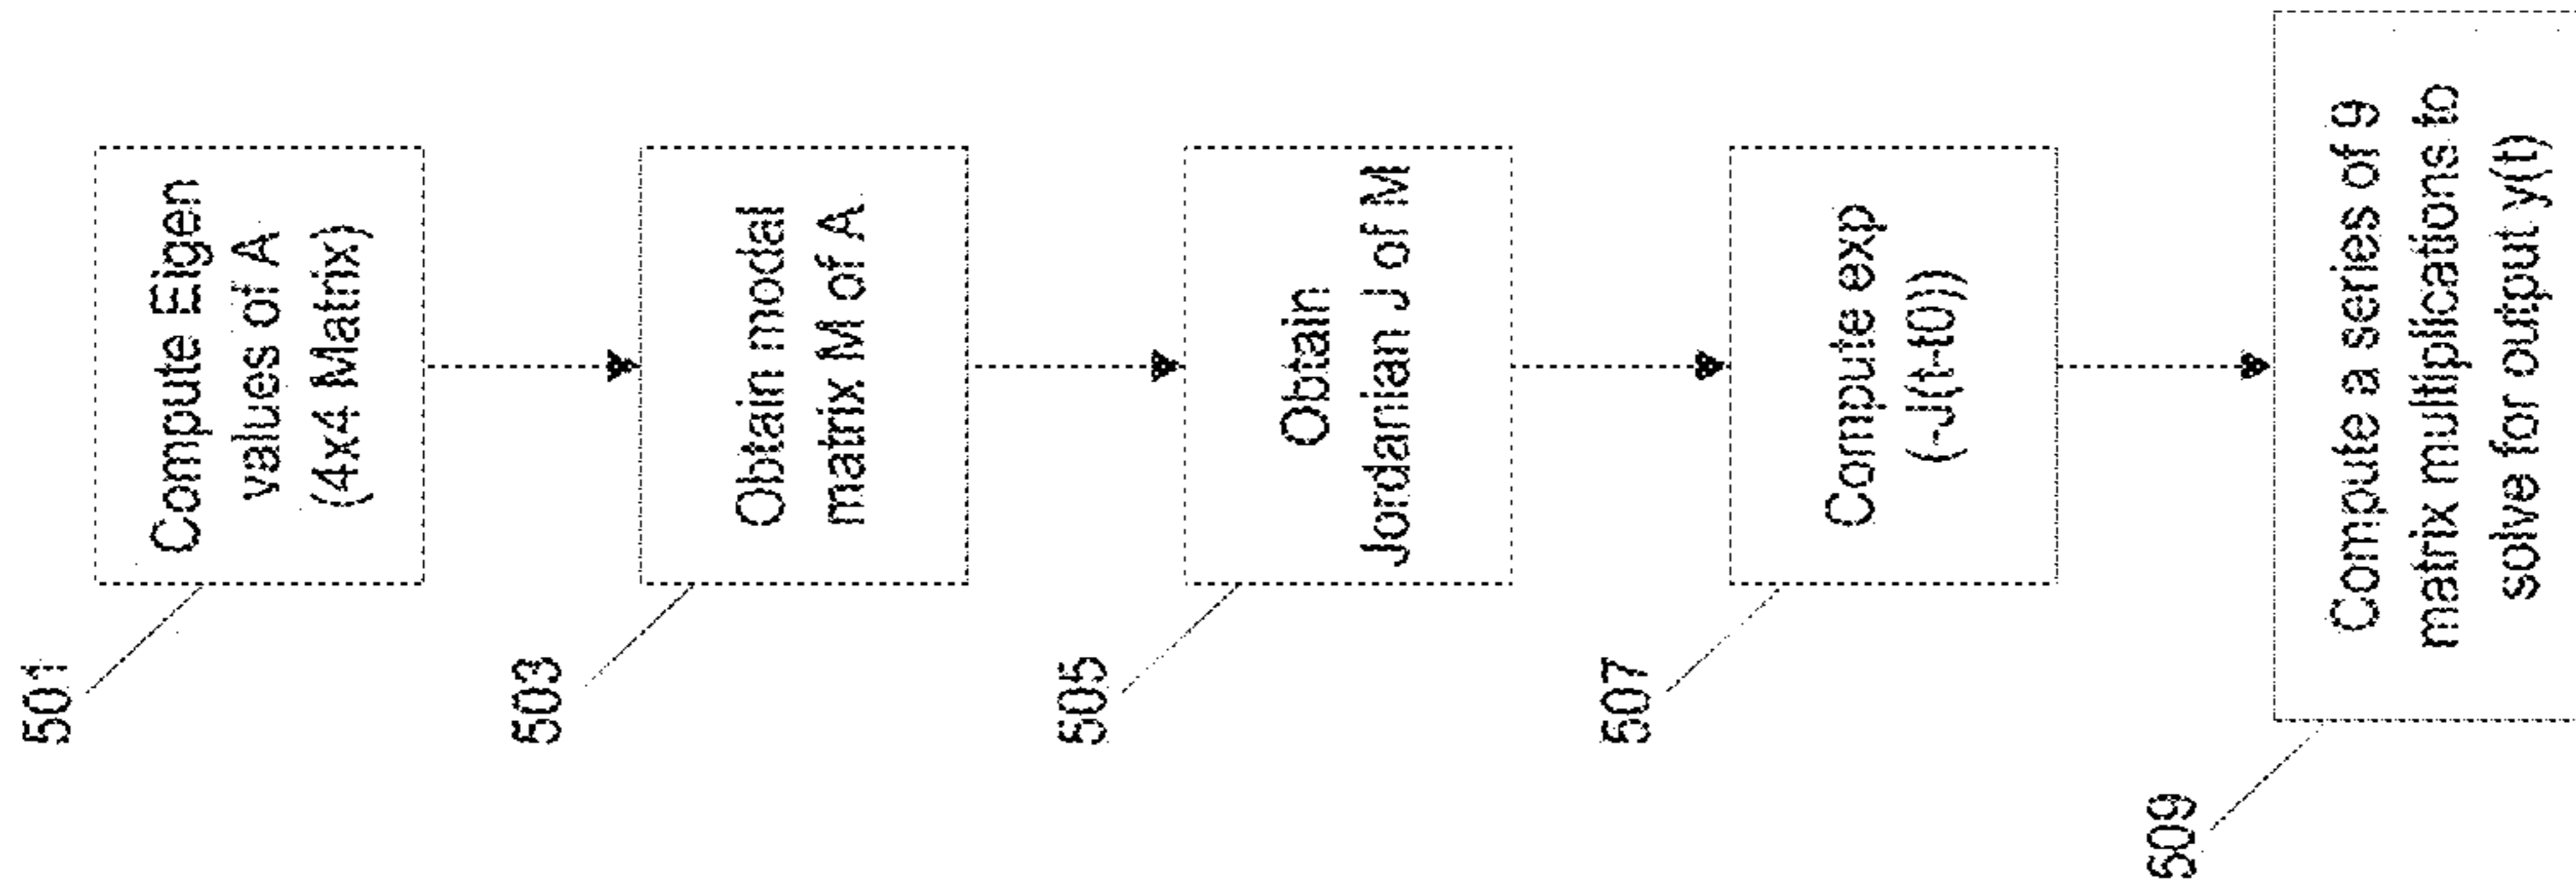 501
Compute Eigen
values of A
(4x4 Matrix)
503
Obtain modal
matrix M of A
505
Obtain
Jordanian J of M
507
Compute exp
(-J(t-t0))
509
Compute a series of 9
matrix multiplications to
solve for output y(t)